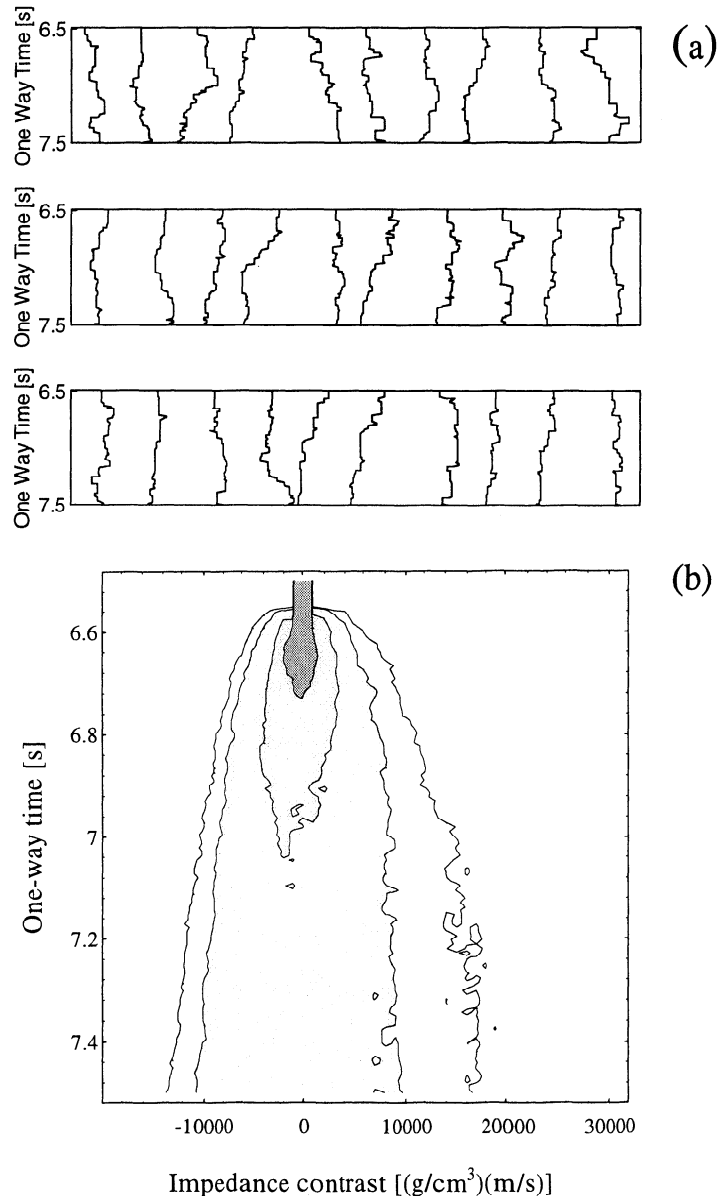 (a)
One Way Time [s]
6.5
7.5
One Way Time [s]
6.5
7.5
One Way Time [s]
6.5
7.5
(b)
One-way time [s]
6.6
6.8
7
7.2
7.4
-10000 0 10000 20000 30000
Impedance contrast [(g/cm³)(m/s)]